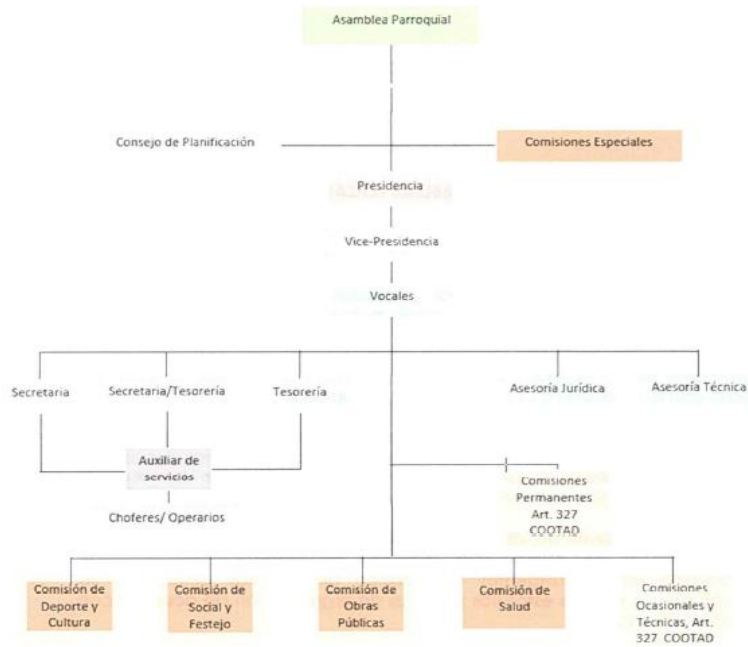 Asamblea Parroquial
Consejo de Planificación
Comisiones Especiales
Presidencia
Vice-Presidencia
Vocales
Secretaria
Secretaria/Tesorería
Tesorería
Asesoría Jurídica
Asesoría Técnica
Auxiliar de
servicios
Choferes/ Operarios
Comisiones
Permanentes
Art. 327
COOTAD
Comisión de
Deporte y
Cultura
Comisión de
Social y
Festejo
Comisión de
Obras
Públicas
Comisión de
Salud
Comisiones
Ocasionales y
Técnicas, Art.
327 COOTAD